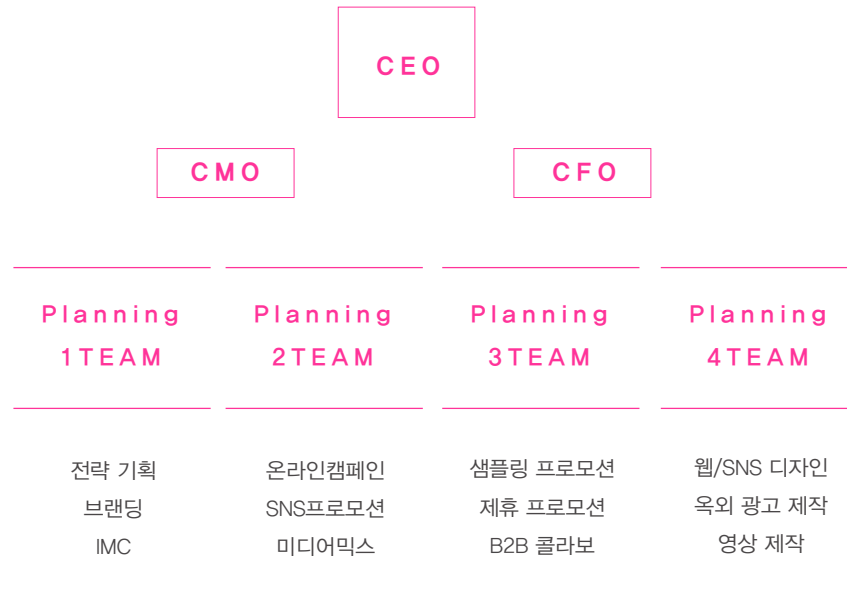 CEO
CMO
CFO
Planning
1TEAM
Planning
2TEAM
Planning
3TEAM
Planning
4TEAM
전략 기획
브랜딩
IMC
온라인캠페인
SNS프로모션
미디어믹스
샘플링 프로모션
제휴 프로모션
B2B 콜라보
웹/SNS 디자인
옥외 광고 제작
영상 제작